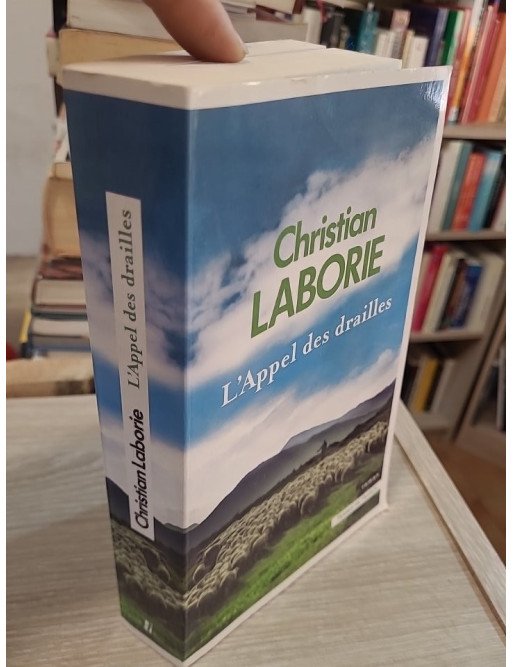 Christian
LABORIE
L'Appel des drailles
Christian Laborie L'Appel des drailles